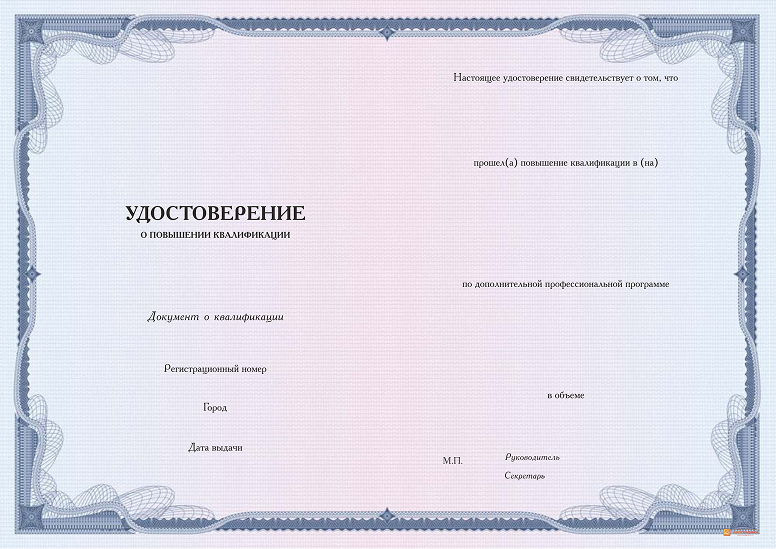 УДОСТОВЕРЕНИЕ
О ПОВЫШЕНИИ КВАЛИФИКАЦИИ
Документ о квалификации
Регистрационный номер
Город
Дата выдачи
Настоящее удостоверение свидетельствует о том, что
прошел(а) повышение квалификации в (на)
по дополнительной профессиональной программе
в объеме
М.П.
Руководитель
Секретарь